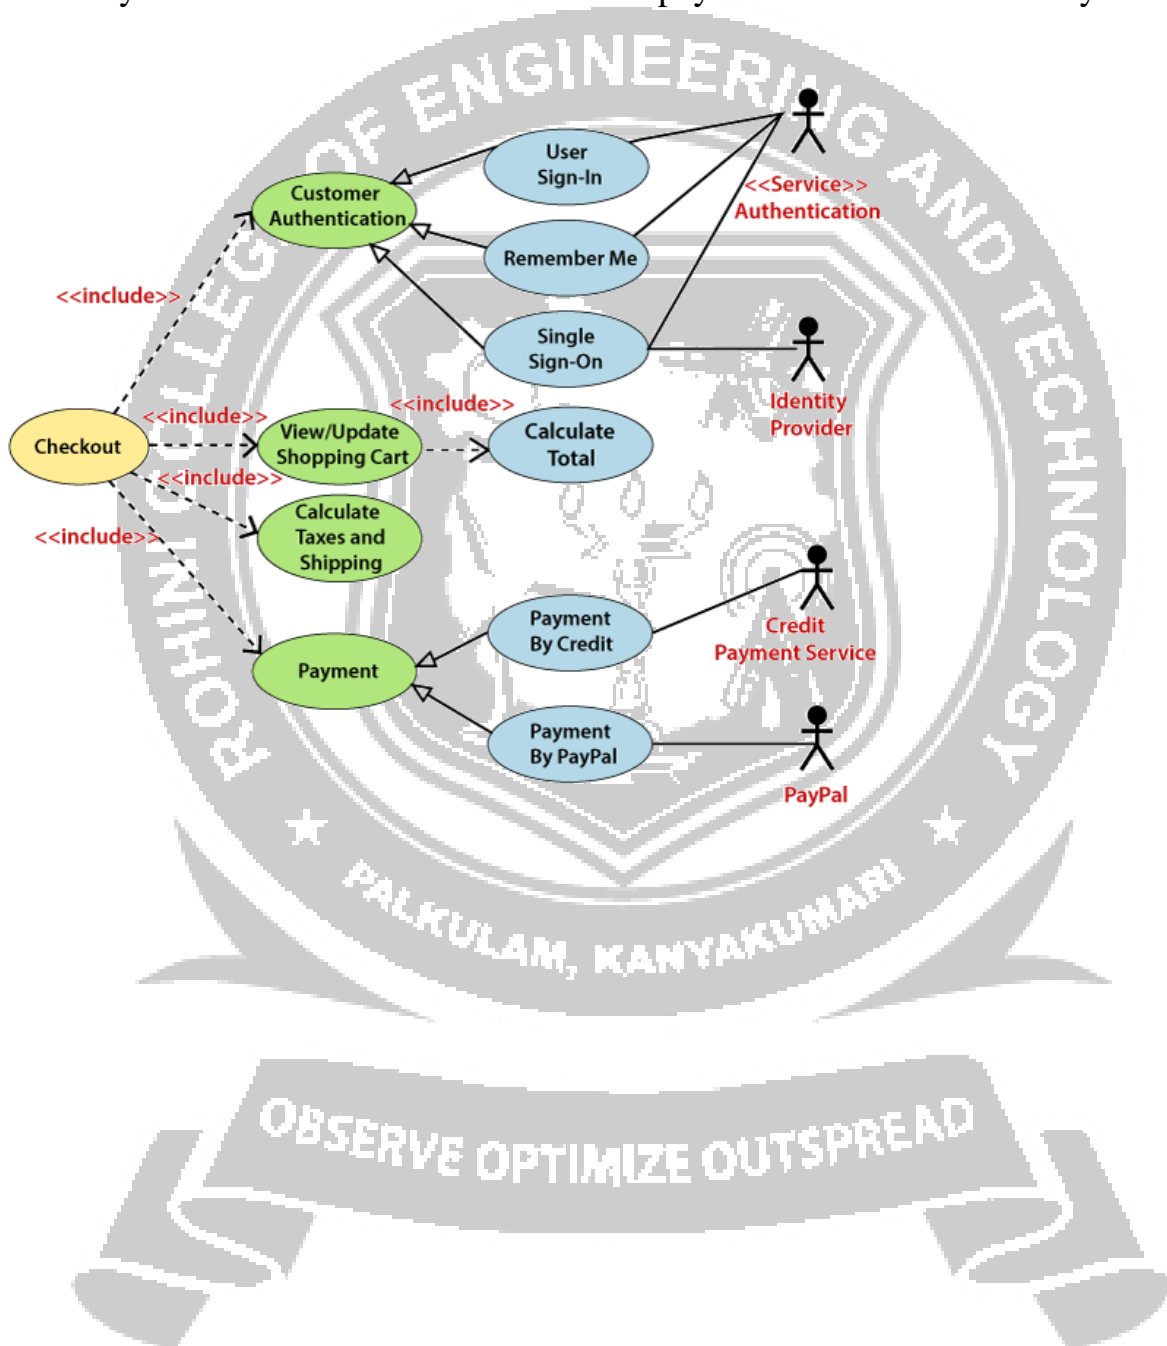 ROHINI COLLEGE OF ENGINEERING AND TECHNOLOGY
User
Sign-In
<<Service>>
Authentication
Customer
Authentication
Remember Me
<<include>>
Single
Sign-On
Identity
Provider
<<include>>
<<include>>
Checkout
View/Update
Shopping Cart
Calculate
Total
<<include>>
Calculate
Taxes and
Shipping
<<include>>
Payment
By Credit
Credit
Payment Service
Payment
Payment
By PayPal
PayPal
PALKULAM, KANYAKUMARI
OBSERVE OPTIMIZE OUTSPREAD